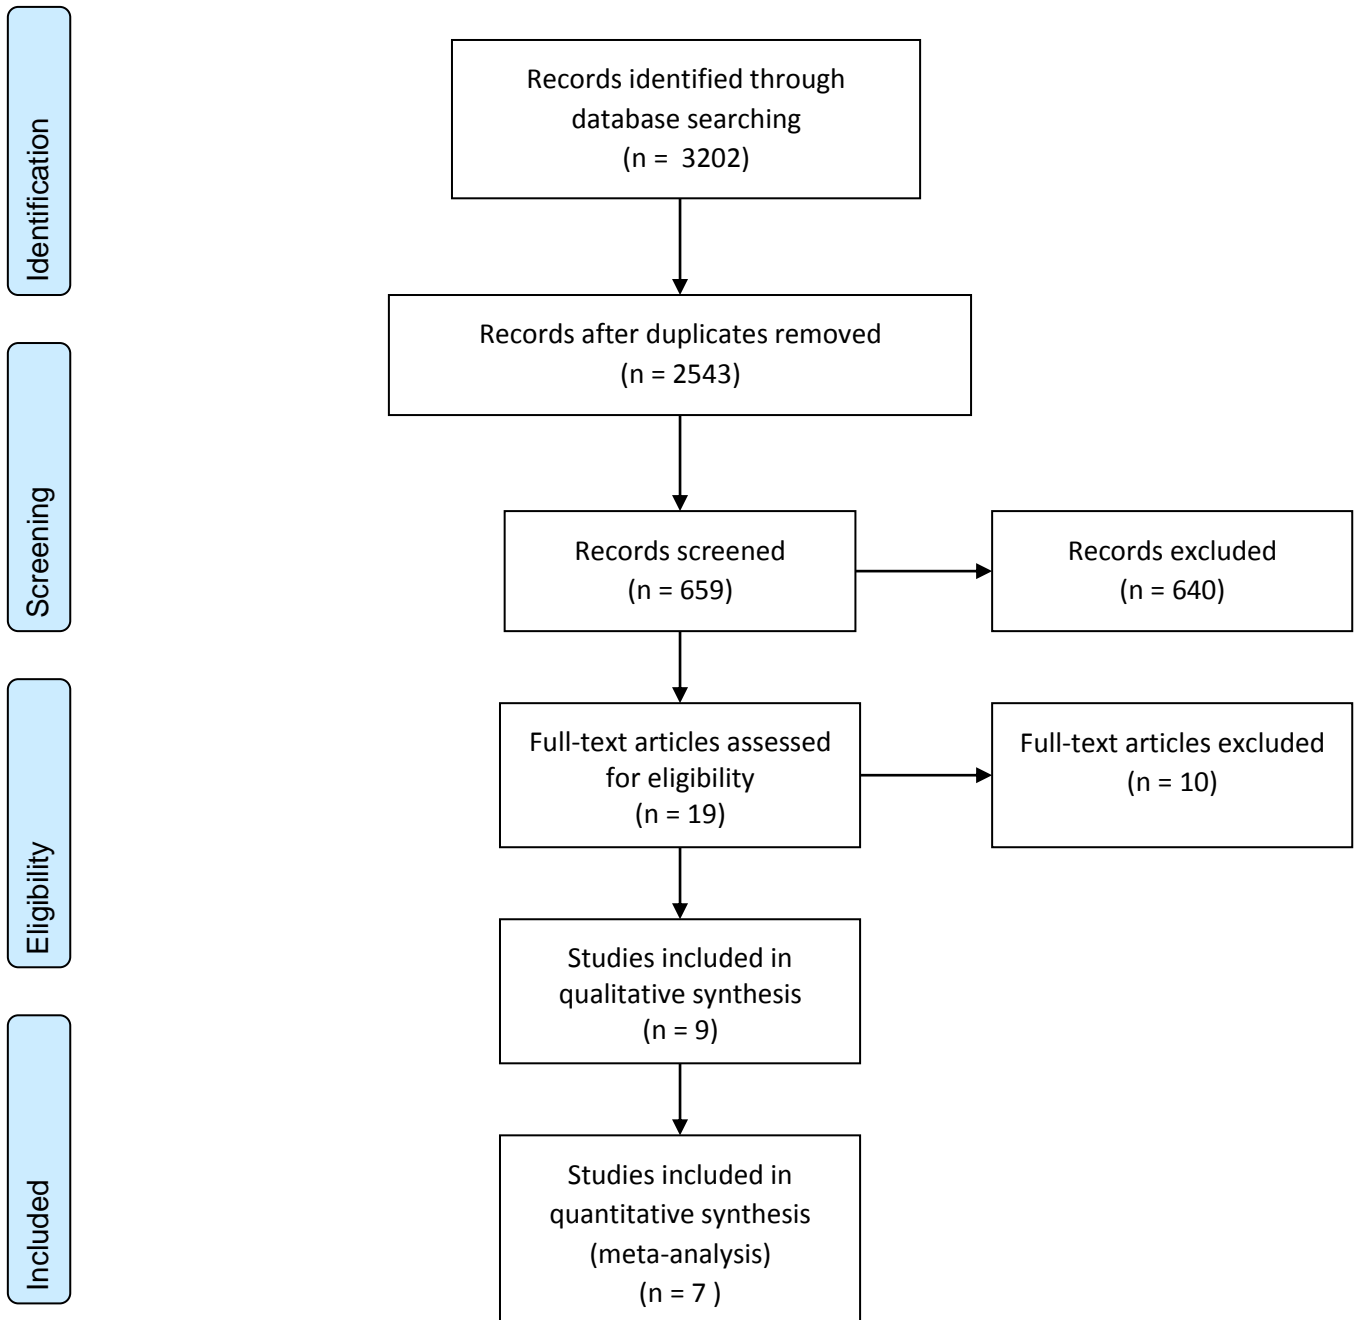 Identification
Records identified through
database searching
(n =  3202)
Records after duplicates removed
(n = 2543)
Screening
Records screened
(n = 659)
Records excluded
(n = 640)
Eligibility
Full-text articles assessed
for eligibility
(n = 19)
Full-text articles excluded
(n = 10)
Studies included in
qualitative synthesis
(n = 9)
Included
Studies included in
quantitative synthesis
(meta-analysis)
(n = 7 )